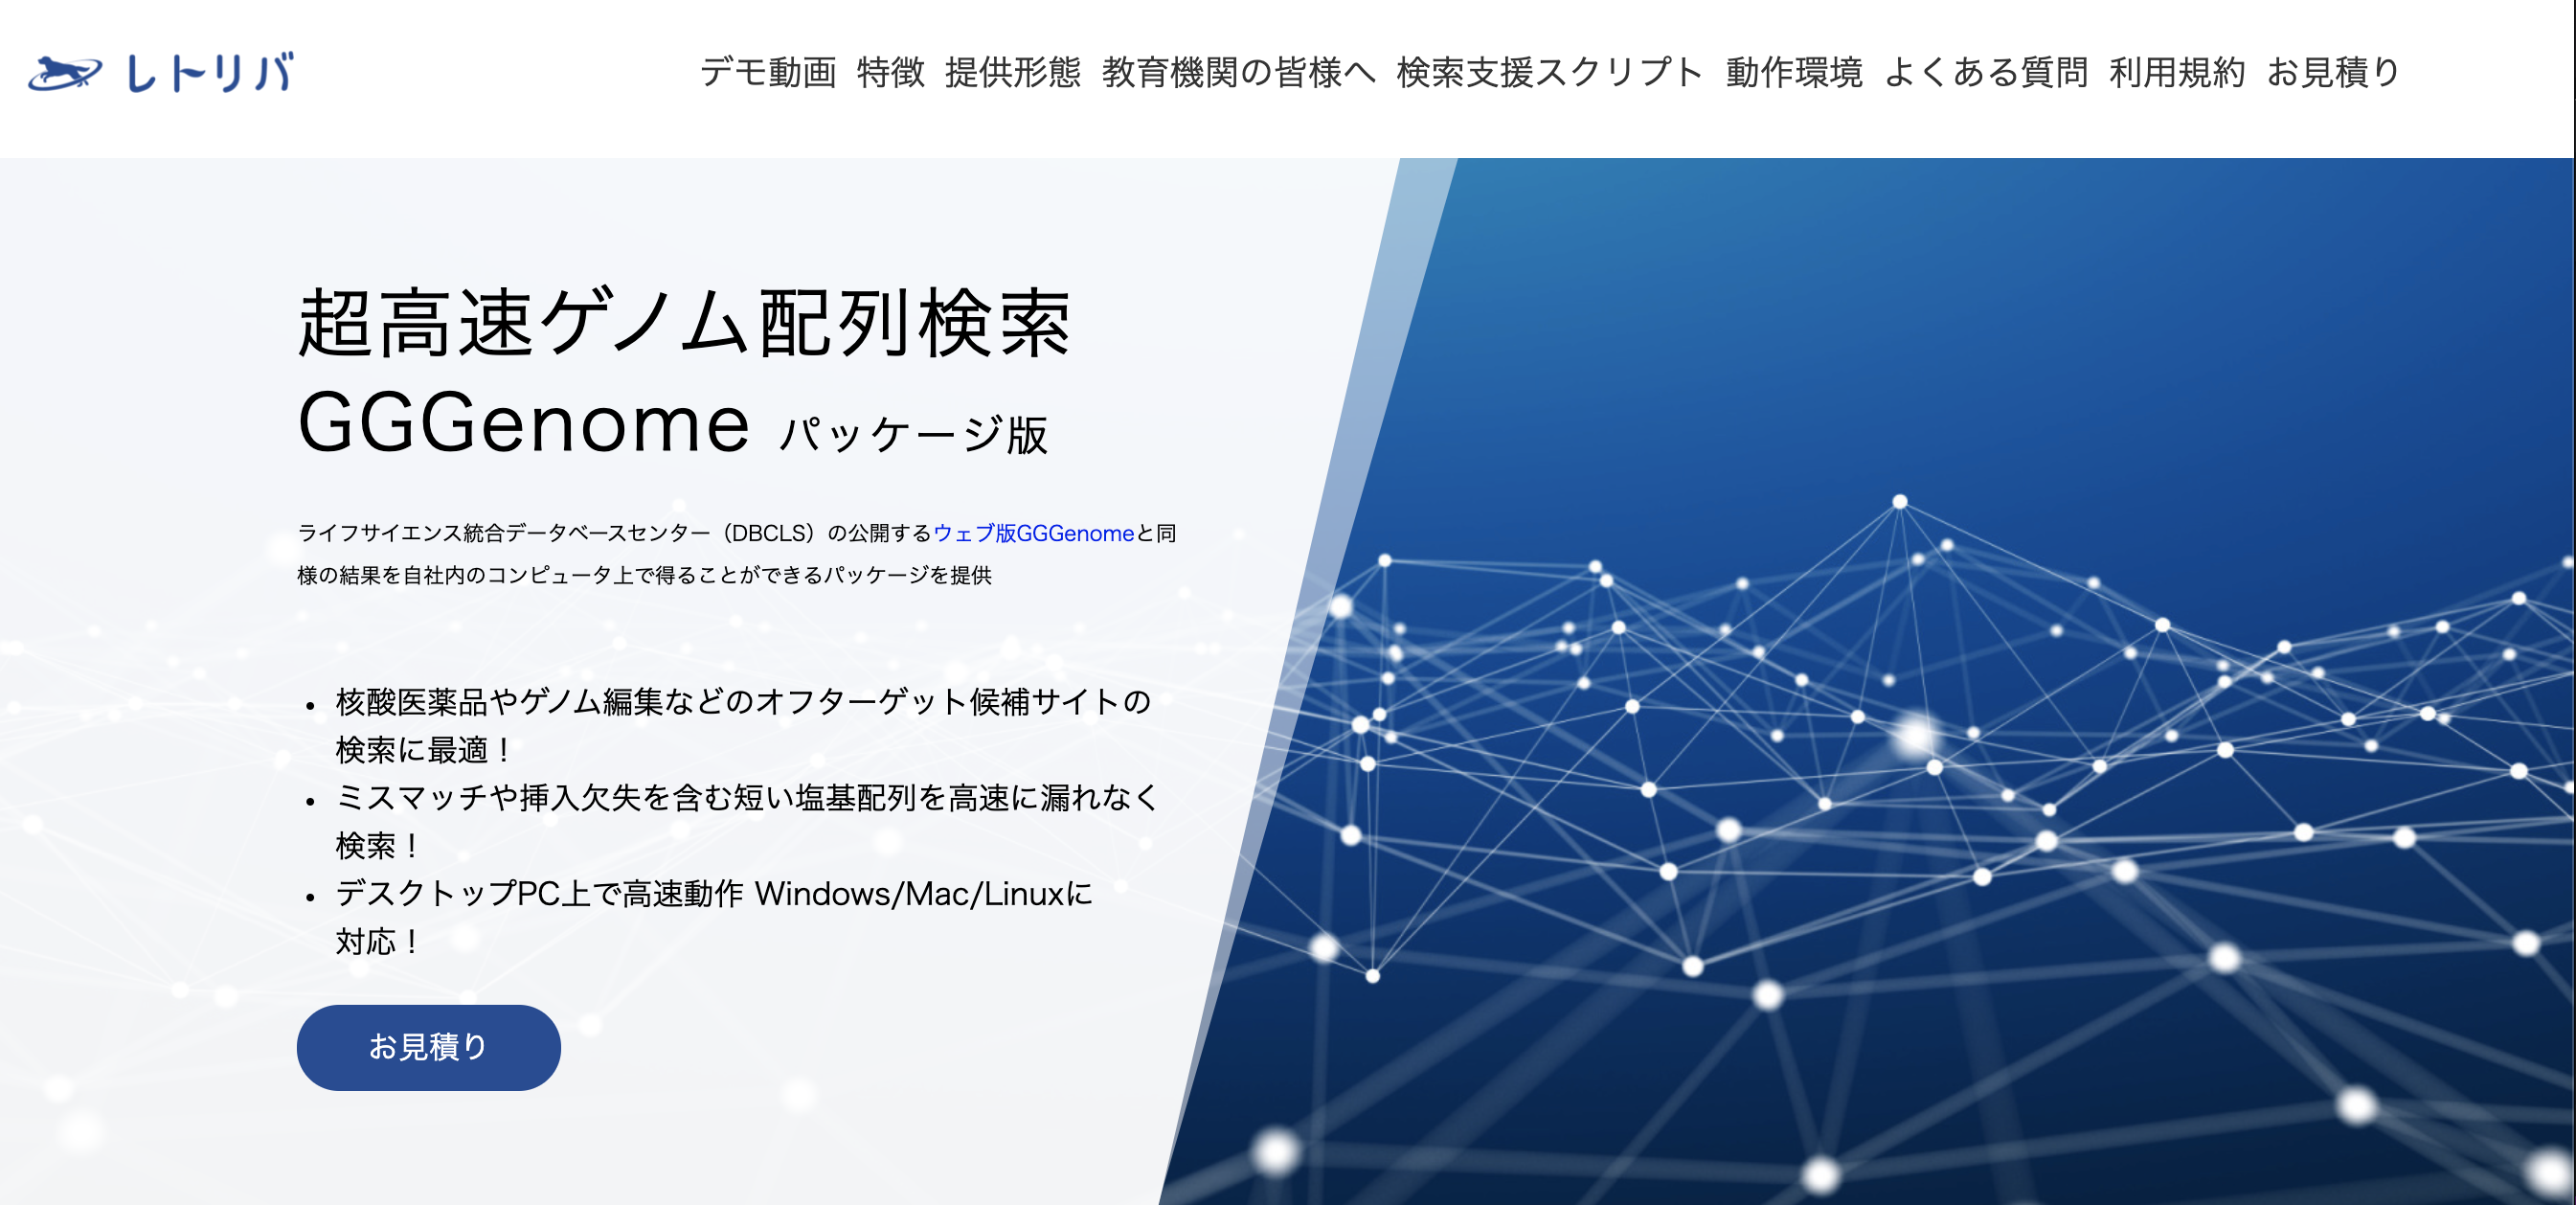 レトリバ
デモ動画 特徴 提供形態 教育機関の皆様へ 検索支援スクリプト 動作環境 よくある質問 利用規約 お見積り
超高速ゲノム配列検索
GGGenome パッケージ版
ライフサイエンス統合データベースセンター（DBCLS）の公開するウェブ版GGGenomeと同
様の結果を自社内のコンピュータ上で得ることができるパッケージを提供
• 核酸医薬品やゲノム編集などのオフターゲット候補サイトの
検索に最適！
• ミスマッチや挿入欠失を含む短い塩基配列を高速に漏れなく
検索！
• デスクトップPC上で高速動作 Windows/Mac/Linuxに
対応！
お見積り